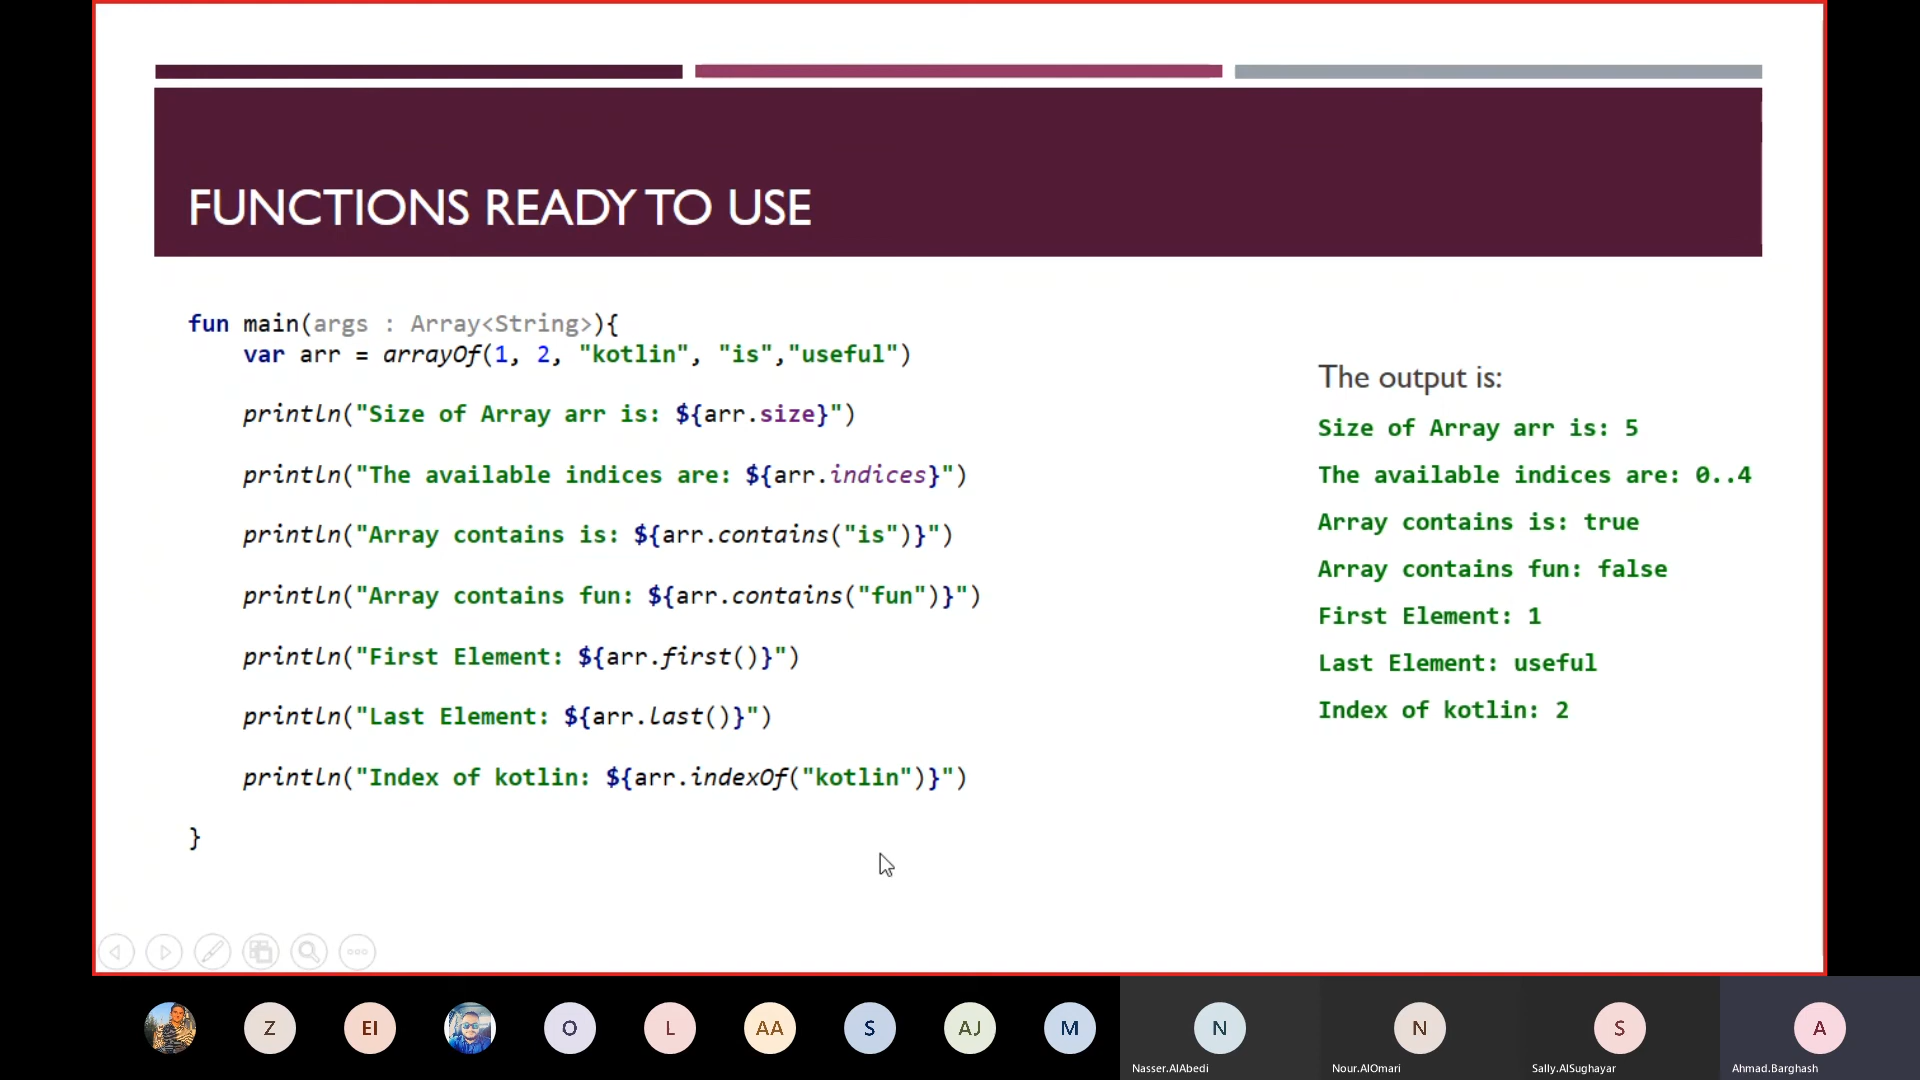 FUNCTIONS READY TO USE
fun main(args : Array<String>){
    var arr = arrayOf(1, 2, "kotlin", "is","useful")
    println("Size of Array arr is: ${arr.size}")
    println("The available indices are: ${arr.indices}")
    println("Array contains is: ${arr.contains("is")}")
    println("Array contains fun: ${arr.contains("fun")}")
    println("First Element: ${arr.first()}")
    println("Last Element: ${arr.last()}")
    println("Index of kotlin: ${arr.indexOf("kotlin")}")
}
The output is:
Size of Array arr is: 5
The available indices are: 0..4
Array contains is: true
Array contains fun: false
First Element: 1
Last Element: useful
Index of kotlin: 2
Z
EI
O
L
AA
S
AJ
M
N
N
S
A
Nasser.AlAbedi
Nour.AlOmari
Sally.AlSughayar
Ahmad.Barghash